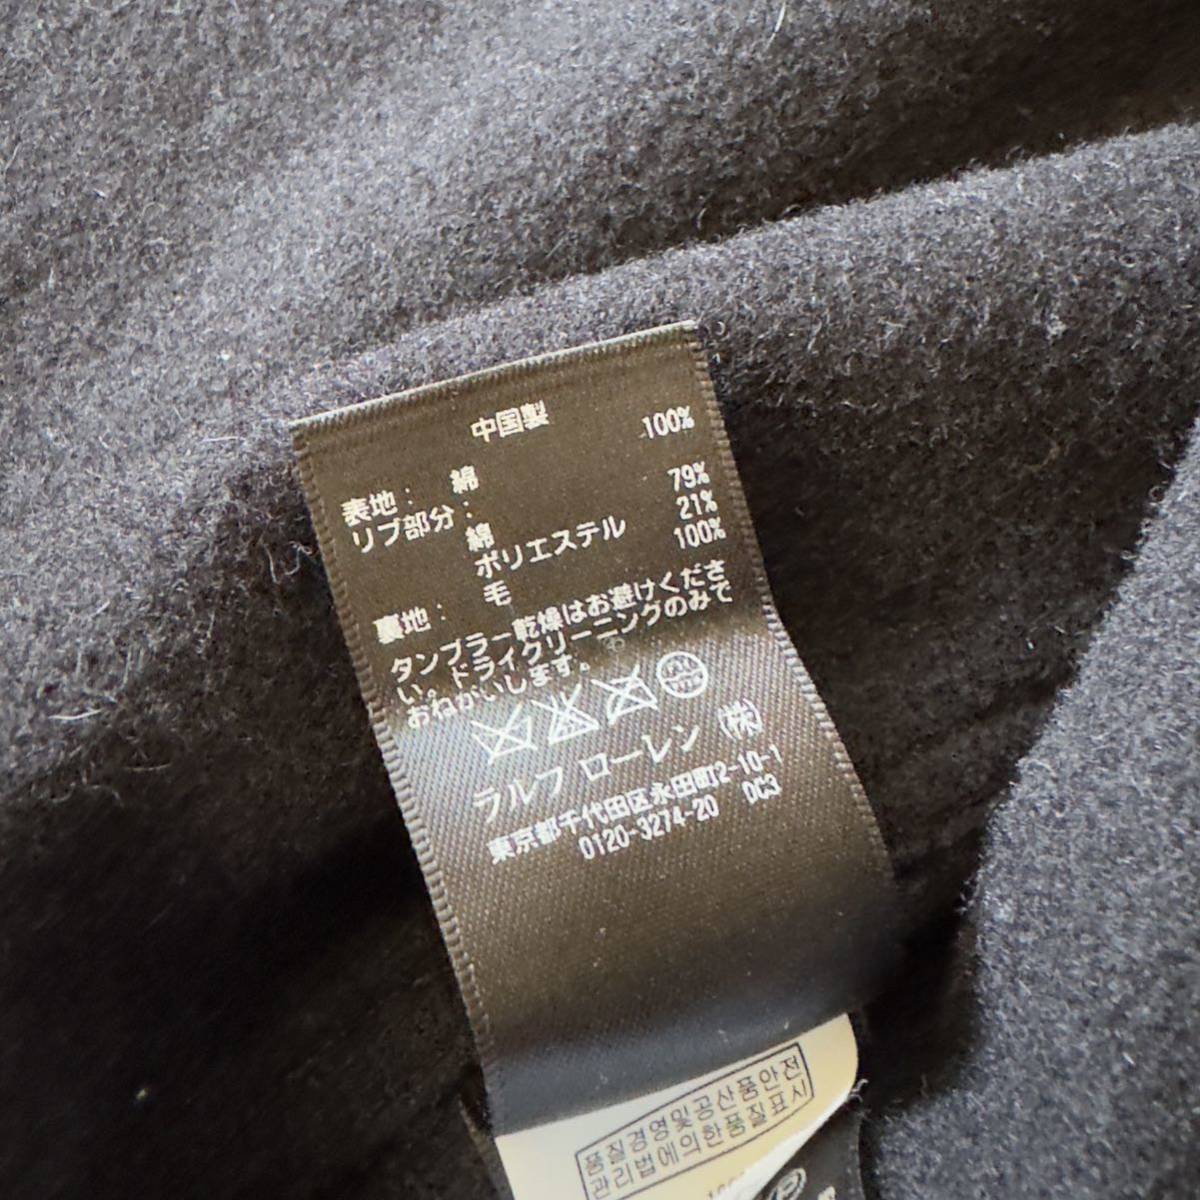 中国製
表地: 綿 100%
リブ部分:
綿 79%
ポリエステル 21%
裏地: 毛 100%
タンブラー乾燥はお避けくださ
い。ドライクリーニングのみで
おねがいします。
ラルフ ローレン (株)
東京都千代田区永田町2-10-1
0120-3274-20 DC3
품질경영및공산품안전
관리법에의한품질표시